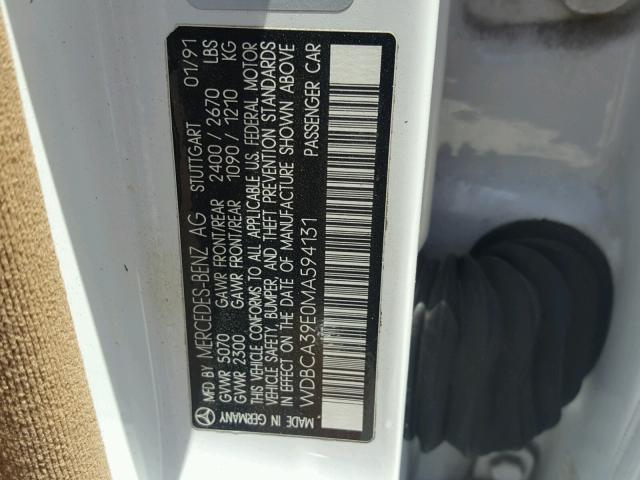 MFD BY MERCEDES-BENZ AG STUTTGART 01/91
GVWR 5070 GAWR FRONT/REAR 2400 / 2670 LBS
GVWR 2300 GAWR FRONT/REAR 1090 / 1210 KG
THIS VEHICLE CONFORMS TO ALL APPLICABLE U.S. FEDERAL MOTOR
VEHICLE SAFETY, BUMPER, AND THEFT PREVENTION STANDARDS
IN EFFECT ON THE DATE OF MANUFACTURE SHOWN ABOVE
WDBCA39E0MA594131 PASSENGER CAR
MADE IN GERMANY